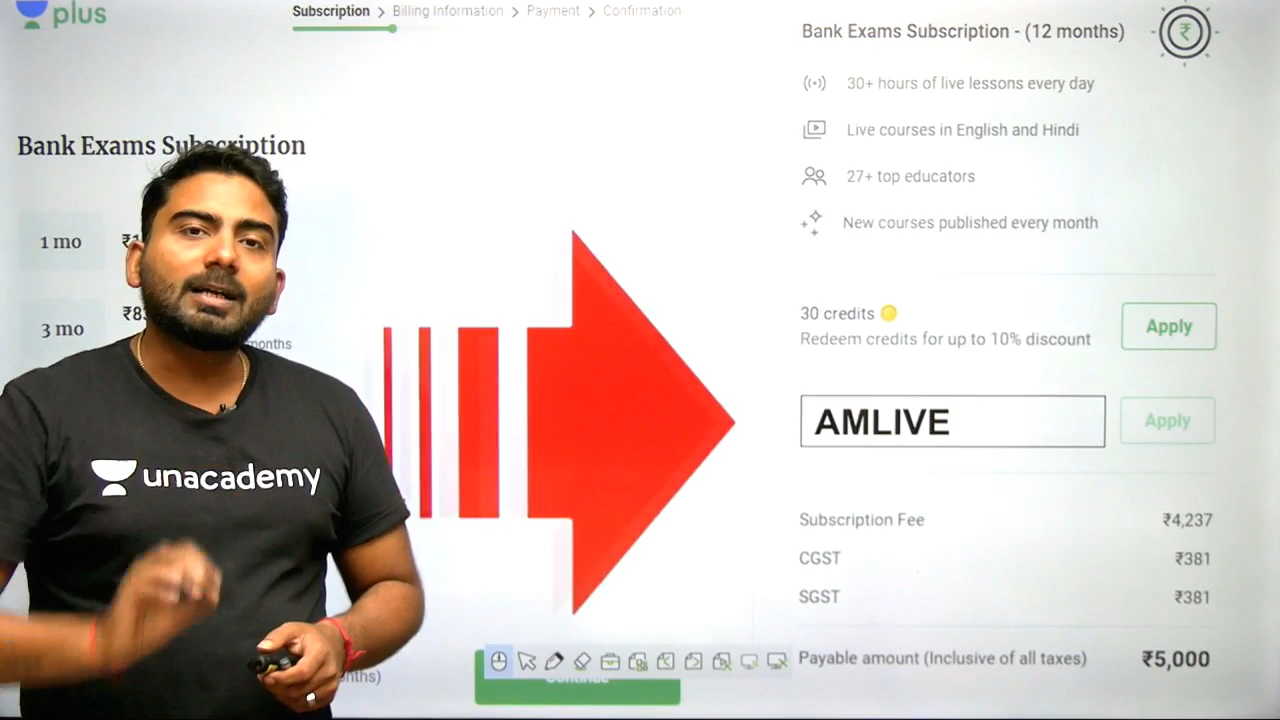 plus
Subscription > Billing Information > Payment > Confirmation
Bank Exams Subscription
1 mo
3 mo
months
unacademy
Bank Exams Subscription - (12 months)
₹
30+ hours of live lessons every day
Live courses in English and Hindi
27+ top educators
New courses published every month
30 credits
Redeem credits for up to 10% discount
Apply
AMLIVE
Apply
Subscription Fee ₹4,237
CGST ₹381
SGST ₹381
Payable amount (Inclusive of all taxes) ₹5,000